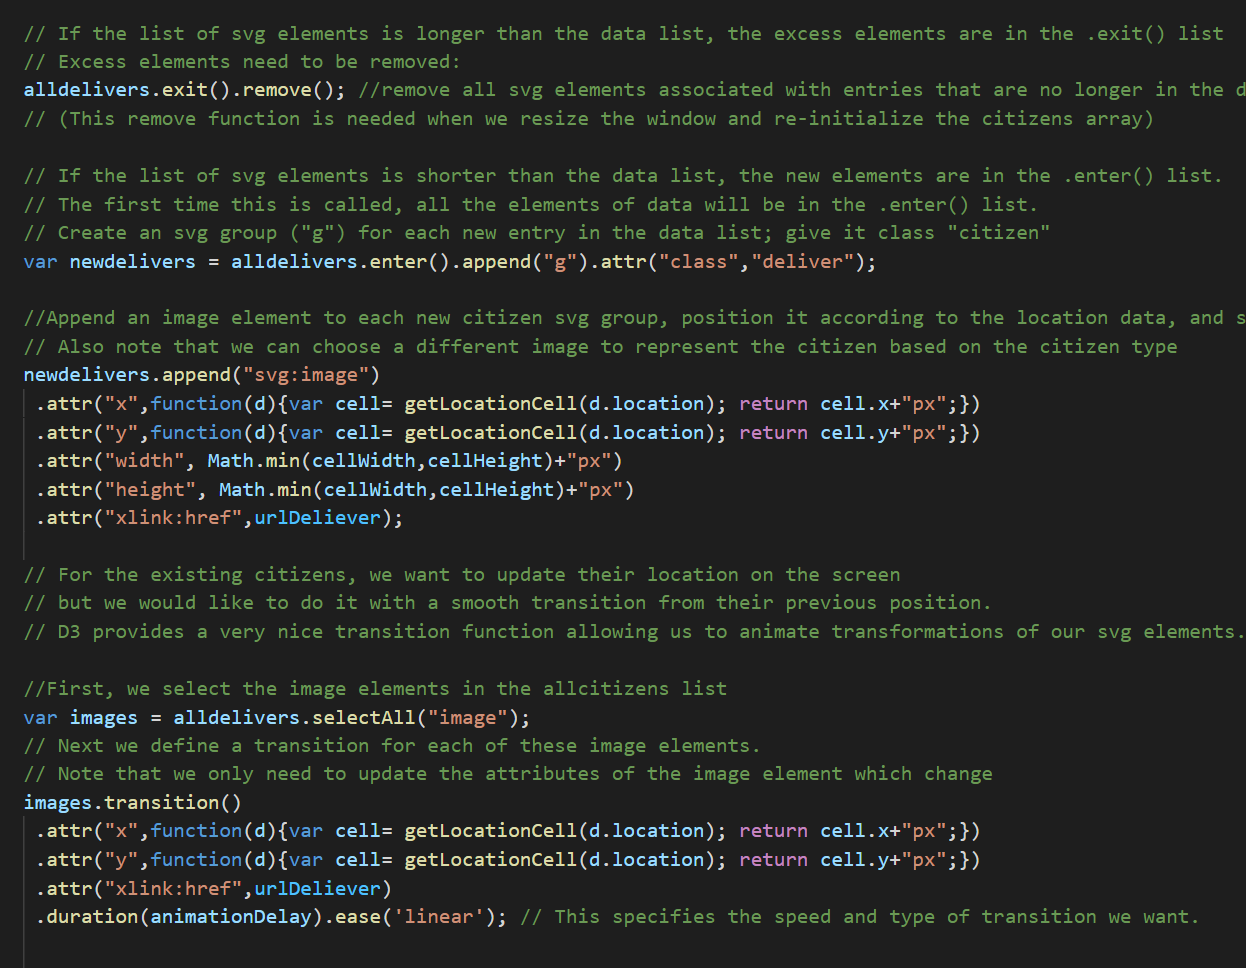 // If the list of svg elements is longer than the data list, the excess elements are in the .exit() list
// Excess elements need to be removed:
alldelivers.exit().remove(); //remove all svg elements associated with entries that are no longer in the d
// (This remove function is needed when we resize the window and re-initialize the citizens array)
// If the list of svg elements is shorter than the data list, the new elements are in the .enter() list.
// The first time this is called, all the elements of data will be in the .enter() list.
// Create an svg group ("g") for each new entry in the data list; give it class "citizen"
var newdelivers = alldelivers.enter().append("g").attr("class","deliver");
//Append an image element to each new citizen svg group, position it according to the location data, and s
// Also note that we can choose a different image to represent the citizen based on the citizen type
newdelivers.append("svg:image")
.attr("x",function(d){var cell= getLocationCell(d.location); return cell.x+"px";})
.attr("y",function(d){var cell= getLocationCell(d.location); return cell.y+"px";})
.attr("width", Math.min(cellWidth,cellHeight)+"px")
.attr("height", Math.min(cellWidth,cellHeight)+"px")
.attr("xlink:href",urlDeliever);
// For the existing citizens, we want to update their location on the screen
// but we would like to do it with a smooth transition from their previous position.
// D3 provides a very nice transition function allowing us to animate transformations of our svg elements.
//First, we select the image elements in the allcitizens list
var images = alldelivers.selectAll("image");
// Next we define a transition for each of these image elements.
// Note that we only need to update the attributes of the image element which change
images.transition()
.attr("x",function(d){var cell= getLocationCell(d.location); return cell.x+"px";})
.attr("y",function(d){var cell= getLocationCell(d.location); return cell.y+"px";})
.attr("xlink:href",urlDeliever)
.duration(animationDelay).ease('linear'); // This specifies the speed and type of transition we want.